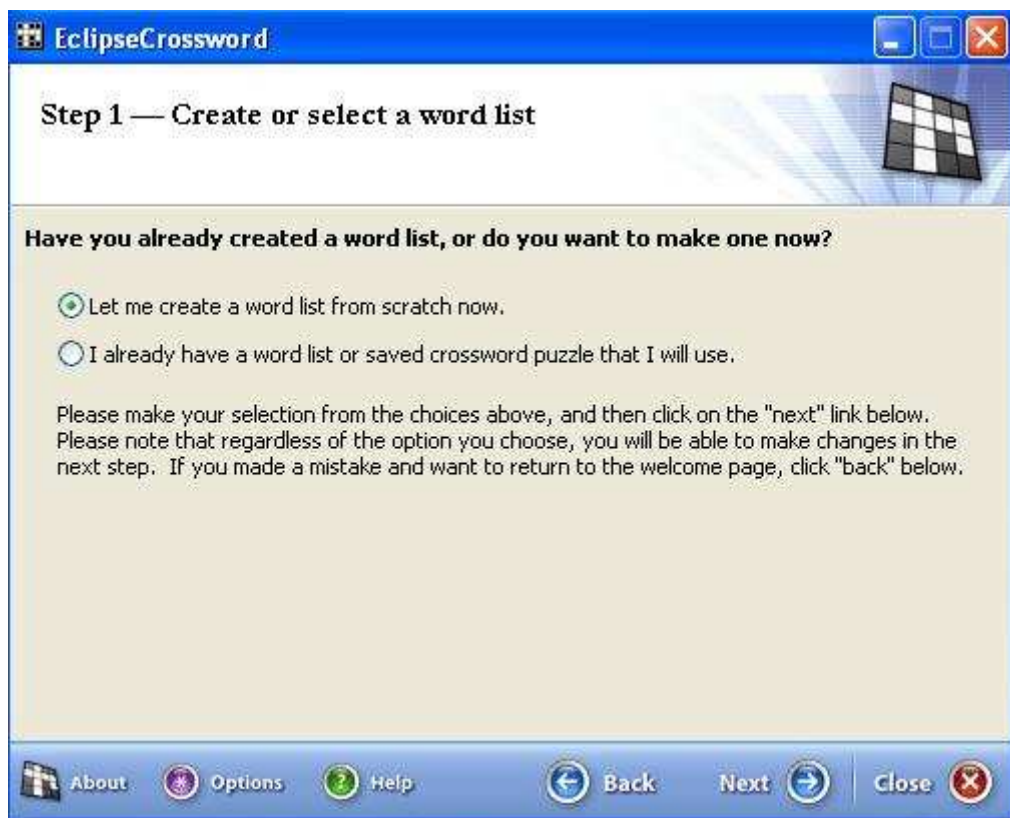 EclipseCrossword
Step 1 — Create or select a word list
Have you already created a word list, or do you want to make one now?
Let me create a word list from scratch now.
I already have a word list or saved crossword puzzle that I will use.
Please make your selection from the choices above, and then click on the "next" link below.
Please note that regardless of the option you choose, you will be able to make changes in the
next step. If you made a mistake and want to return to the welcome page, click "back" below.
About Options Help Back Next Close